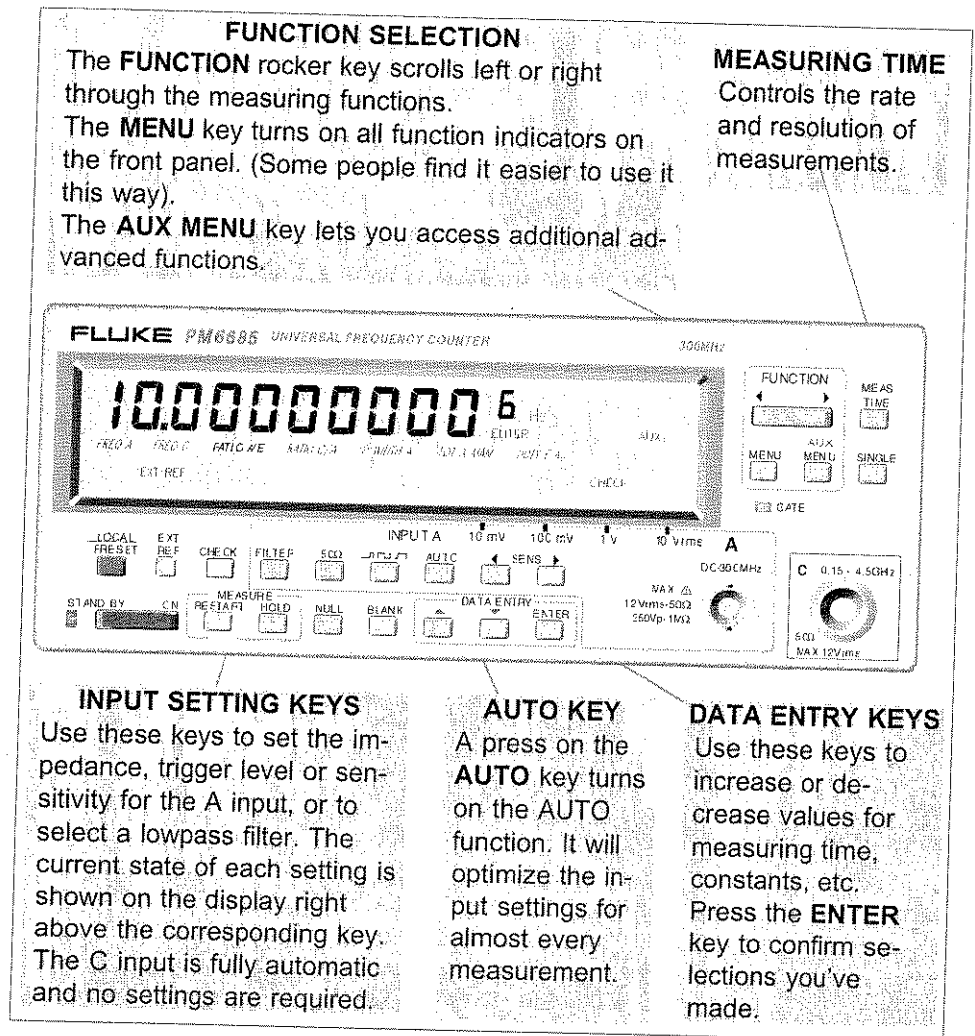 FUNCTION SELECTION
The FUNCTION rocker key scrolls left or right
through the measuring functions.
The MENU key turns on all function indicators on
the front panel. (Some people find it easier to use it
this way).
The AUX MENU key lets you access additional ad-
vanced functions.
MEASURING TIME
Controls the rate
and resolution of
measurements.
FLUKE PM6685 UNIVERSAL FREQUENCY COUNTER
300MHz
10.00000000 6
FREQ A
EXT REF
CHECK
AUX
FUNCTION
MEAS
TIME
AUX
MENU MENU SINGLE
GATE
LOCAL
PRESET
EXT
REF
CHECK
FILTER
50Ω
AUTO
SENS
INPUT A
10 mV 100 mV 1 V 10 Vrms
A
DC-300MHz
MAX
12Vrms-50Ω
250Vp-1MΩ
C 0.15 - 4.5GHz
50Ω
MAX 12Vrms
STAND BY ON
MEASURE
RESTART HOLD
NULL
BLANK
DATA ENTRY
ENTER
INPUT SETTING KEYS
Use these keys to set the im-
pedance, trigger level or sen-
sitivity for the A input, or to
select a lowpass filter. The
current state of each setting is
shown on the display right
above the corresponding key.
The C input is fully automatic
and no settings are required.
AUTO KEY
A press on the
AUTO key turns
on the AUTO
function. It will
optimize the in-
put settings for
almost every
measurement.
DATA ENTRY KEYS
Use these keys to
increase or de-
crease values for
measuring time,
constants, etc.
Press the ENTER
key to confirm se-
lections you've
made.